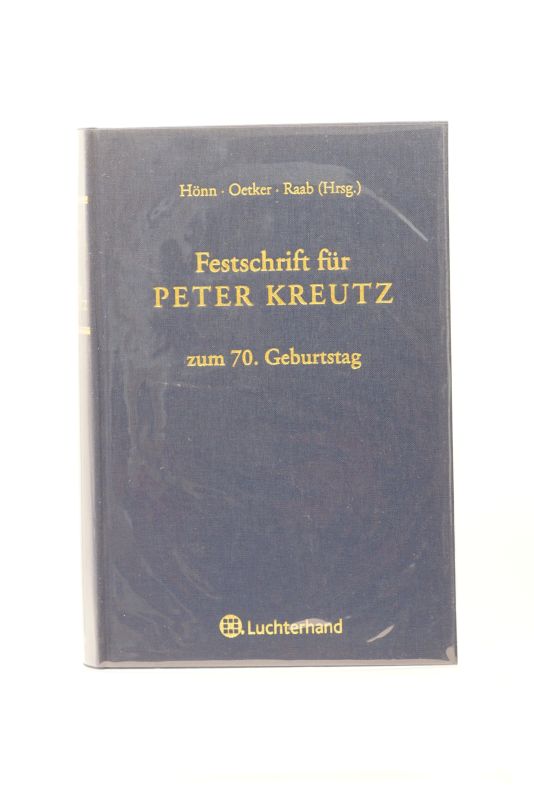 Hönn · Oetker · Raab (Hrsg.)
Festschrift für
PETER KREUTZ
zum 70. Geburtstag
Luchterhand